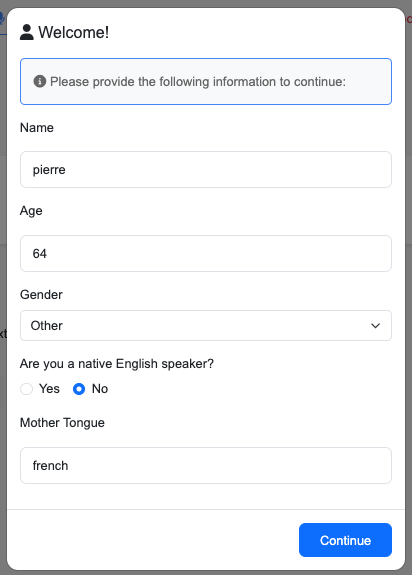 Welcome!
Please provide the following information to continue:
Name
pierre
Age
64
Gender
Other
Are you a native English speaker?
Yes No
Mother Tongue
french
Continue